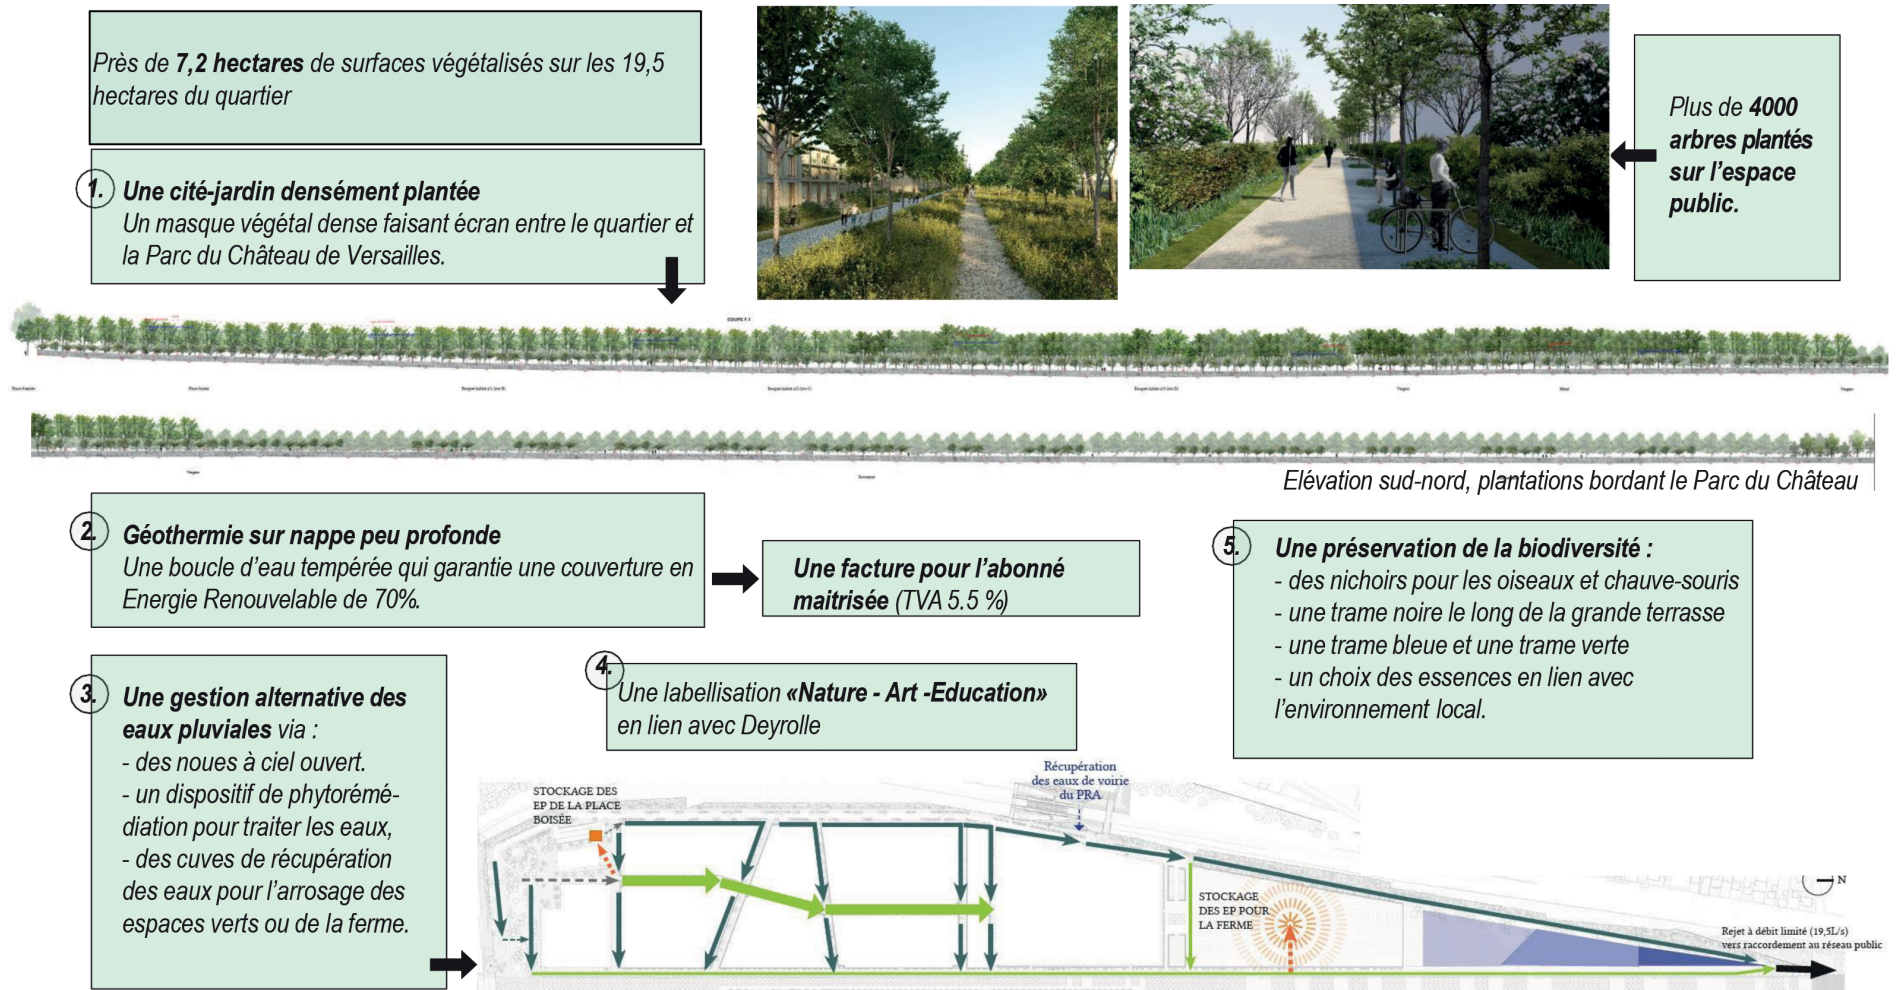 Près de 7,2 hectares de surfaces végétalisés sur les 19,5
hectares du quartier
1. Une cité-jardin densément plantée
Un masque végétal dense faisant écran entre le quartier et
la Parc du Château de Versailles.
Plus de 4000
arbres plantés
sur l'espace
public.
COUPE F.1
Elévation sud-nord, plantations bordant le Parc du Château
2. Géothermie sur nappe peu profonde
Une boucle d'eau tempérée qui garantie une couverture en
Energie Renouvelable de 70%.
Une facture pour l'abonné
maitrisée (TVA 5.5 %)
3. Une gestion alternative des
eaux pluviales via :
- des noues à ciel ouvert.
- un dispositif de phytorémé-
diation pour traiter les eaux,
- des cuves de récupération
des eaux pour l'arrosage des
espaces verts ou de la ferme.
4. Une labellisation «Nature - Art -Education»
en lien avec Deyrolle
5. Une préservation de la biodiversité :
- des nichoirs pour les oiseaux et chauve-souris
- une trame noire le long de la grande terrasse
- une trame bleue et une trame verte
- un choix des essences en lien avec
l'environnement local.
STOCKAGE DES
EP DE LA PLACE
BOISÉE
Récupération
des eaux de voirie
du PRA
STOCKAGE
DES EP POUR
LA FERME
N
Rejet à débit limité (19,5L/s)
vers raccordement au réseau public